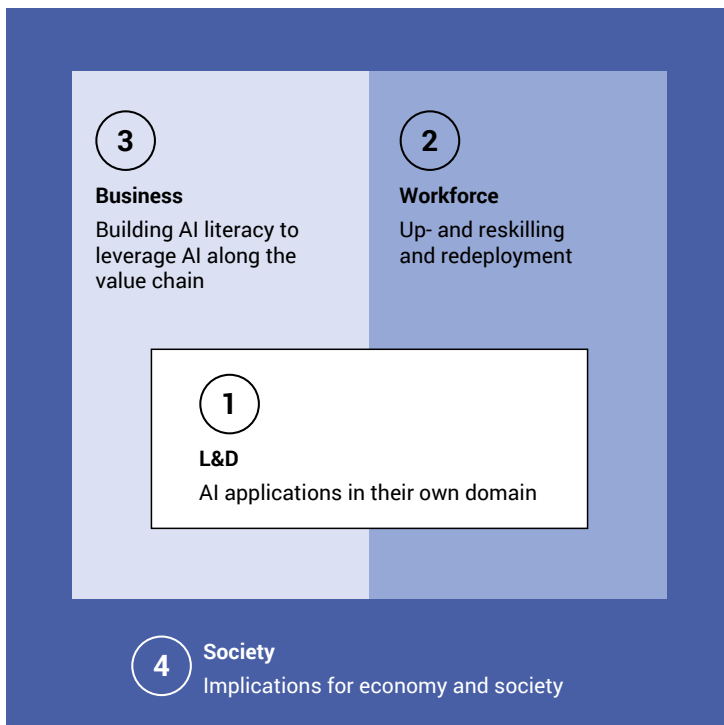 3
Business
Building AI literacy to
leverage AI along the
value chain
2
Workforce
Up- and reskilling
and redeployment
1
L&D
AI applications in their own domain
4
Society
Implications for economy and society